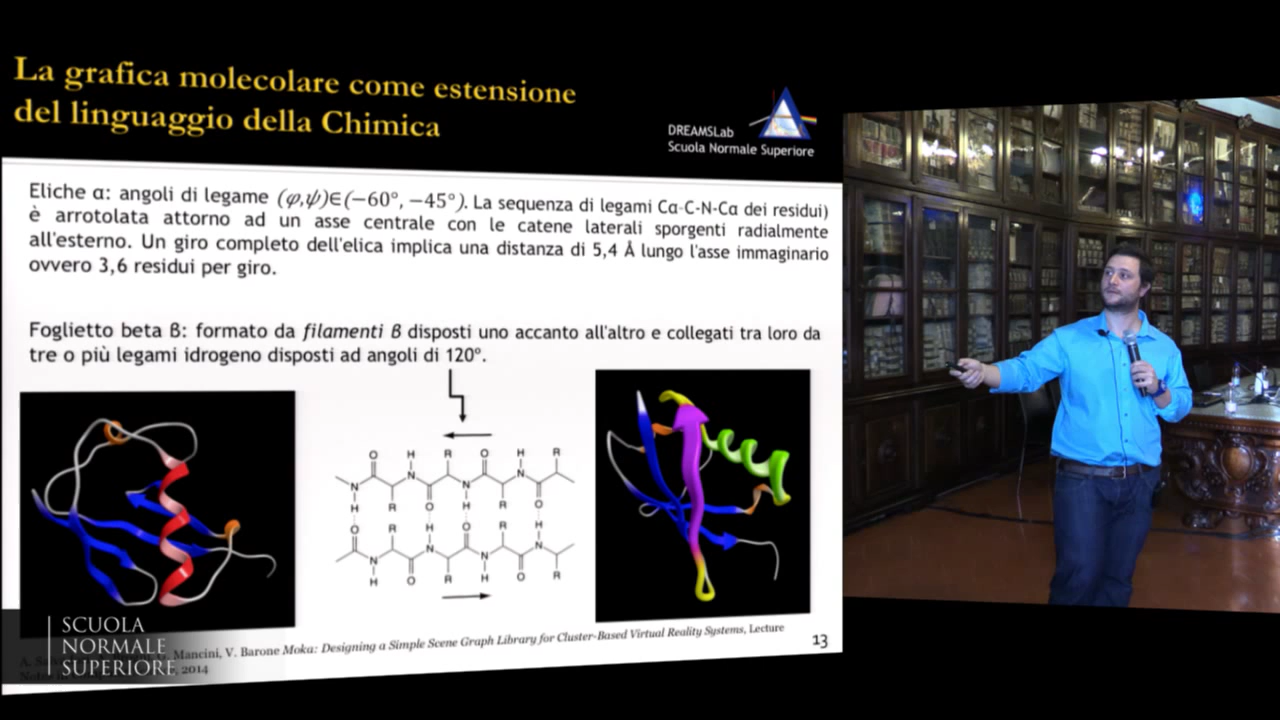 La grafica molecolare come estensione
del linguaggio della Chimica
DREAMSLab
Scuola Normale Superiore
Eliche α: angoli di legame (φ,ψ)∈(−60°, −45°). La sequenza di legami Cα-C-N-Cα dei residui)
è arrotolata attorno ad un asse centrale con le catene laterali sporgenti radialmente
all'esterno. Un giro completo dell'elica implica una distanza di 5,4 Å lungo l'asse immaginario
ovvero 3,6 residui per giro.
Foglietto beta ß: formato da filamenti ß disposti uno accanto all'altro e collegati tra loro da
tre o più legami idrogeno disposti ad angoli di 120°.
O H R O H R
N N N
H R O H R O
O R H O R H
N N N N
H O R H O R
G. Mancini, V. Barone Moka: Designing a Simple Scene Graph Library for Cluster-Based Virtual Reality Systems, Lecture
2014
13
SCUOLA
NORMALE
SUPERIORE